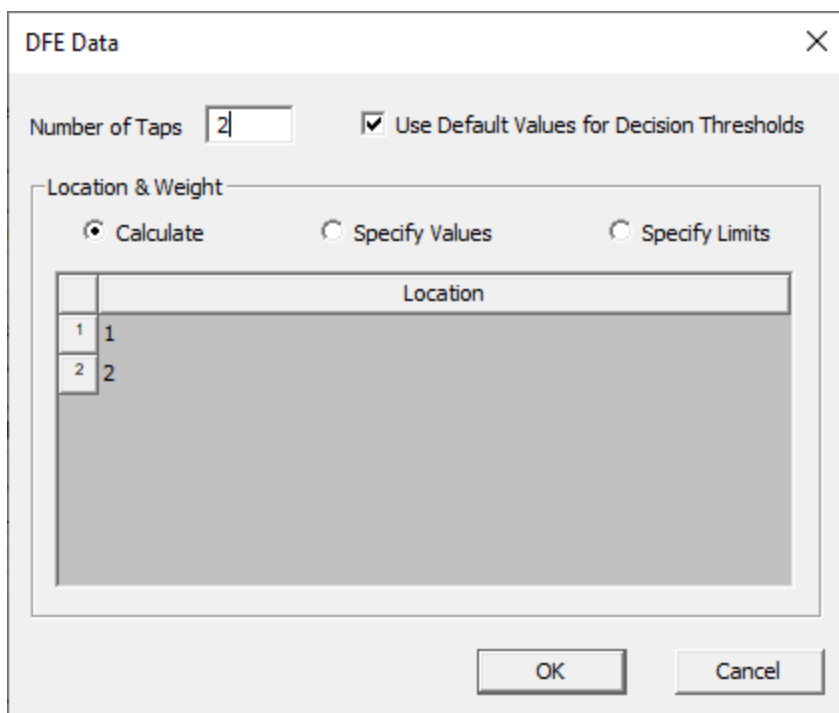 DFE Data
Number of Taps 2 Use Default Values for Decision Thresholds
Location & Weight
Calculate Specify Values Specify Limits
Location
1 1
2 2
OK Cancel